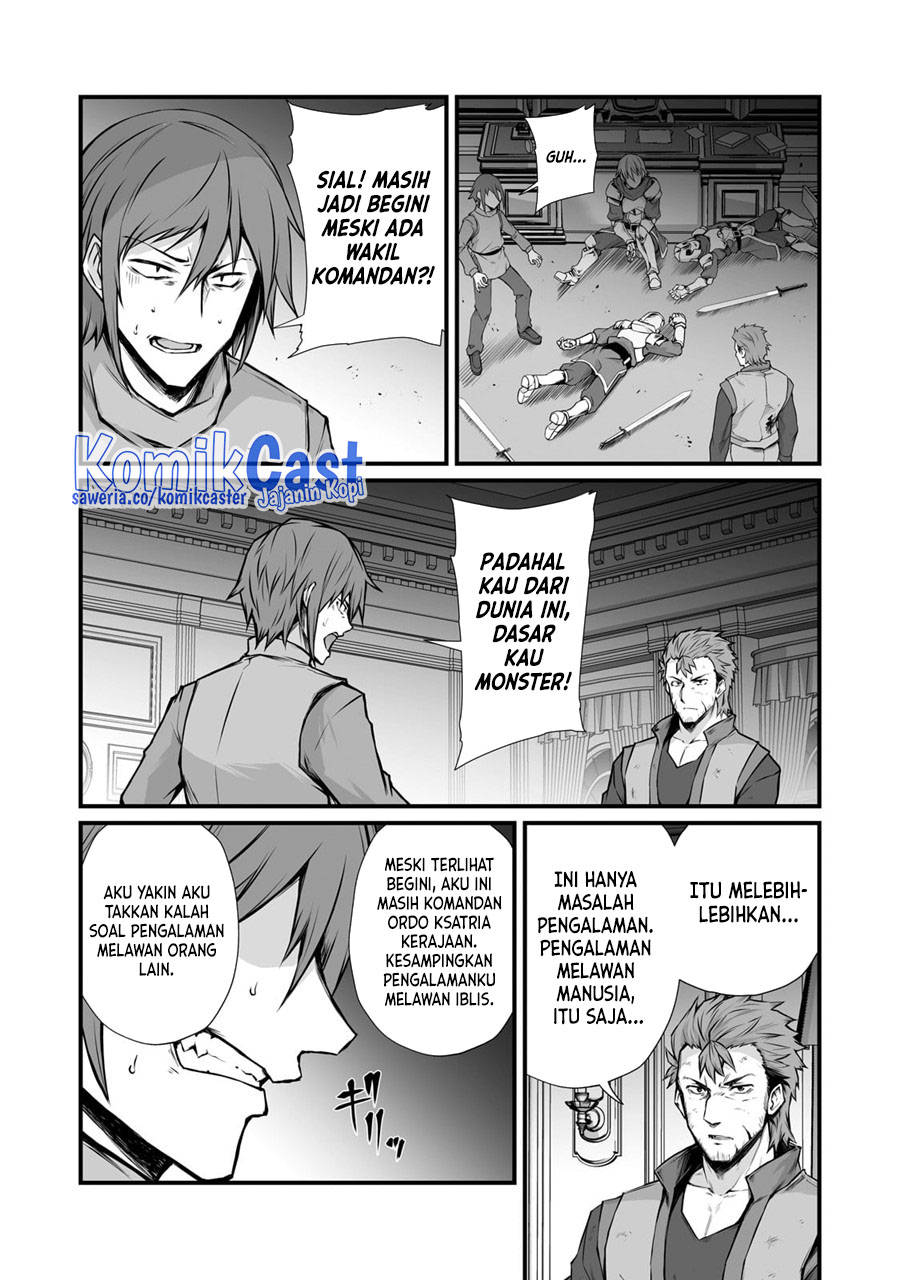 GUH...
SIAL! MASIH
JADI BEGINI
MESKI ADA
WAKIL
KOMANDAN?!
KomikCast
saweria.co/komikcaster Jajanin Kopi
PADAHAL
KAU DARI
DUNIA INI,
DASAR
KAU
MONSTER!
ITU MELEBIH-
LEBIHKAN...
INI HANYA
MASALAH
PENGALAMAN.
PENGALAMAN
MELAWAN
MANUSIA,
ITU SAJA...
MESKI TERLIHAT
BEGINI, AKU INI
MASIH KOMANDAN
ORDO KSATRIA
KERAJAAN.
KESAMPINGKAN
PENGALAMANKU
MELAWAN IBLIS.
AKU YAKIN AKU
TAKKAN KALAH
SOAL PENGALAMAN
MELAWAN ORANG
LAIN.
ギリッ